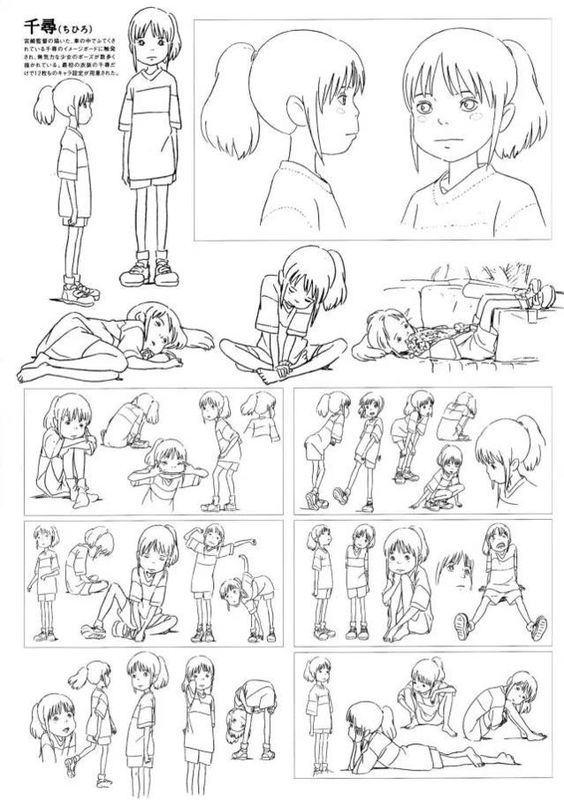 千尋(ちひろ)
宮崎監督の描いた、車の中でふてくさ
れている千尋のイメージボードに触発
され、無気力な少女のポーズが数多く
描かれている。最初の衣装の千尋だ
けで12枚ものキャラ設定が用意された。